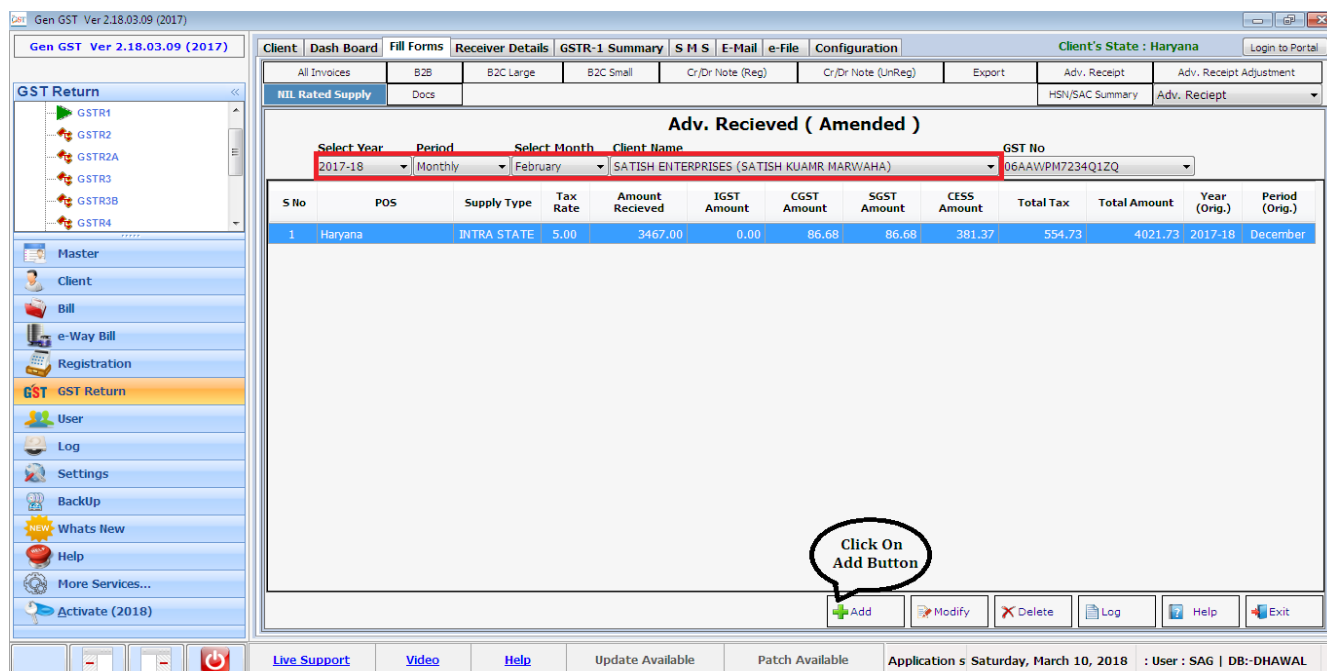 GST Gen GST Ver 2.18.03.09 (2017)
Gen GST Ver 2.18.03.09 (2017)
Client Dash Board Fill Forms Receiver Details GSTR-1 Summary S M S E-Mail e-File Configuration Client's State : Haryana Login to Portal
All Invoices B2B B2C Large B2C Small Cr/Dr Note (Reg) Cr/Dr Note (UnReg) Export Adv. Receipt Adv. Receipt Adjustment
NIL Rated Supply Docs HSN/SAC Summary Adv. Reciept
GST Return
GSTR1
GSTR2
GSTR2A
GSTR3
GSTR3B
GSTR4
Master
Client
Bill
e-Way Bill
Registration
GST GST Return
User
Log
Settings
BackUp
NEW Whats New
Help
More Services...
Activate (2018)
Adv. Recieved ( Amended )
Select Year Period Select Month Client Name GST No
2017-18 Monthly February SATISH ENTERPRISES (SATISH KUAMR MARWAHA) 06AAWPM7234Q1ZQ
S No POS Supply Type Tax Rate Amount Recieved IGST Amount CGST Amount SGST Amount CESS Amount Total Tax Total Amount Year (Orig.) Period (Orig.)
1 Haryana INTRA STATE 5.00 3467.00 0.00 86.68 86.68 381.37 554.73 4021.73 2017-18 December
Click On
Add Button
Add Modify Delete Log Help Exit
Live Support Video Help Update Available Patch Available Application s Saturday, March 10, 2018 : User : SAG | DB:-DHAWAL